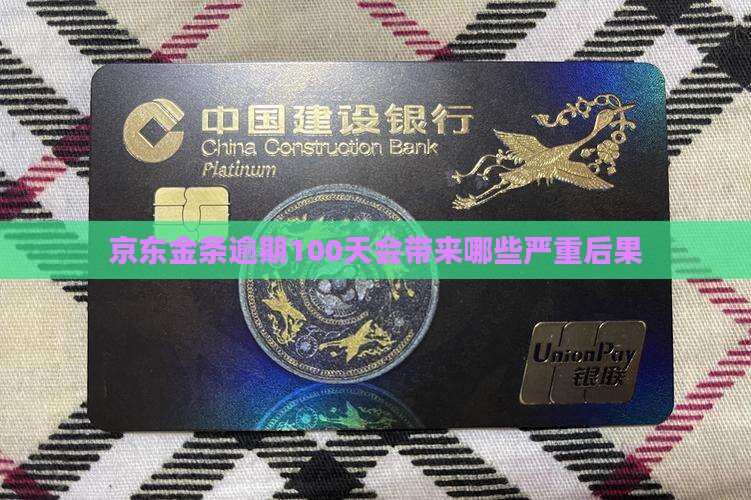 中国建设银行
China Construction Bank
Platinum
京东金条逾期100天会带来哪些严重后果
UnionPay
银联